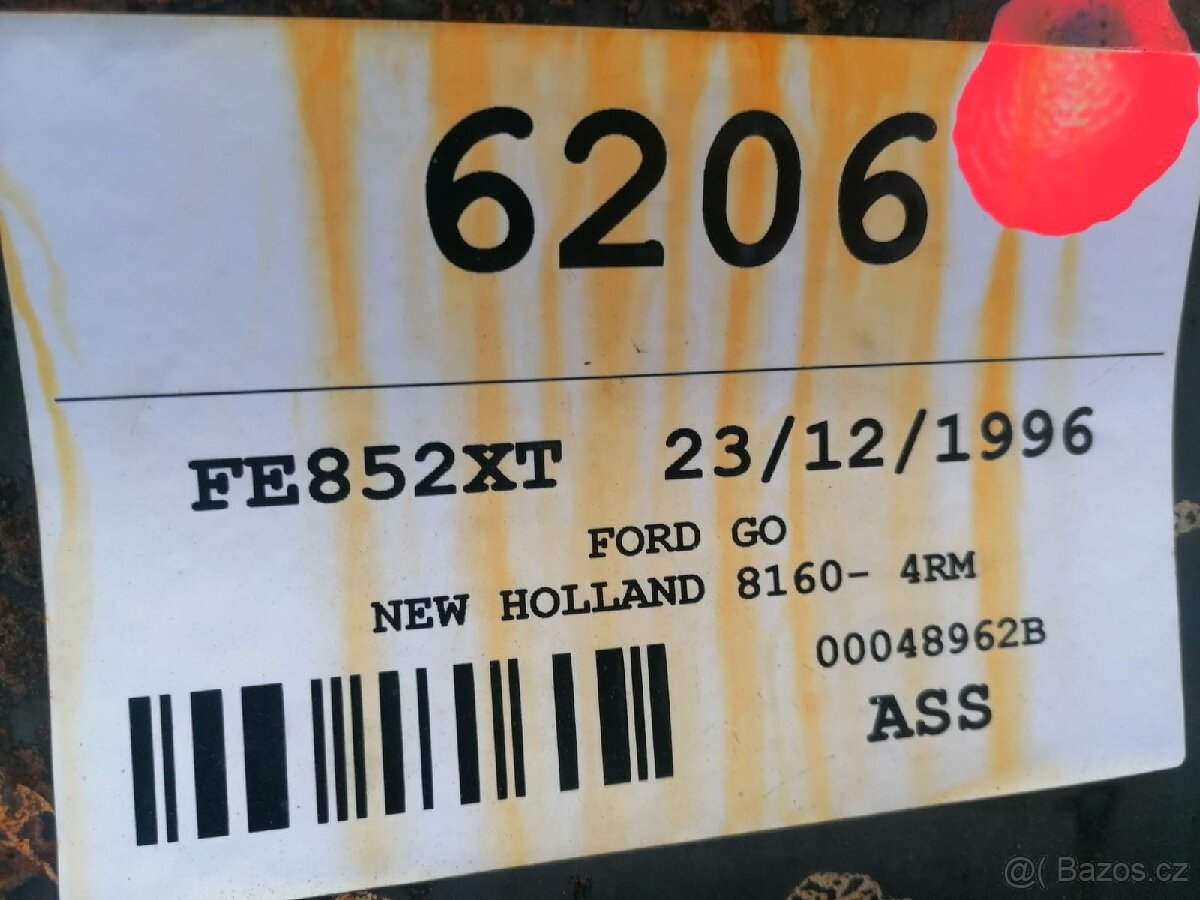 6206
FE852XT 23/12/1996
FORD GO
NEW HOLLAND 8160- 4RM
00048962B
ASS
@( Bazos.cz